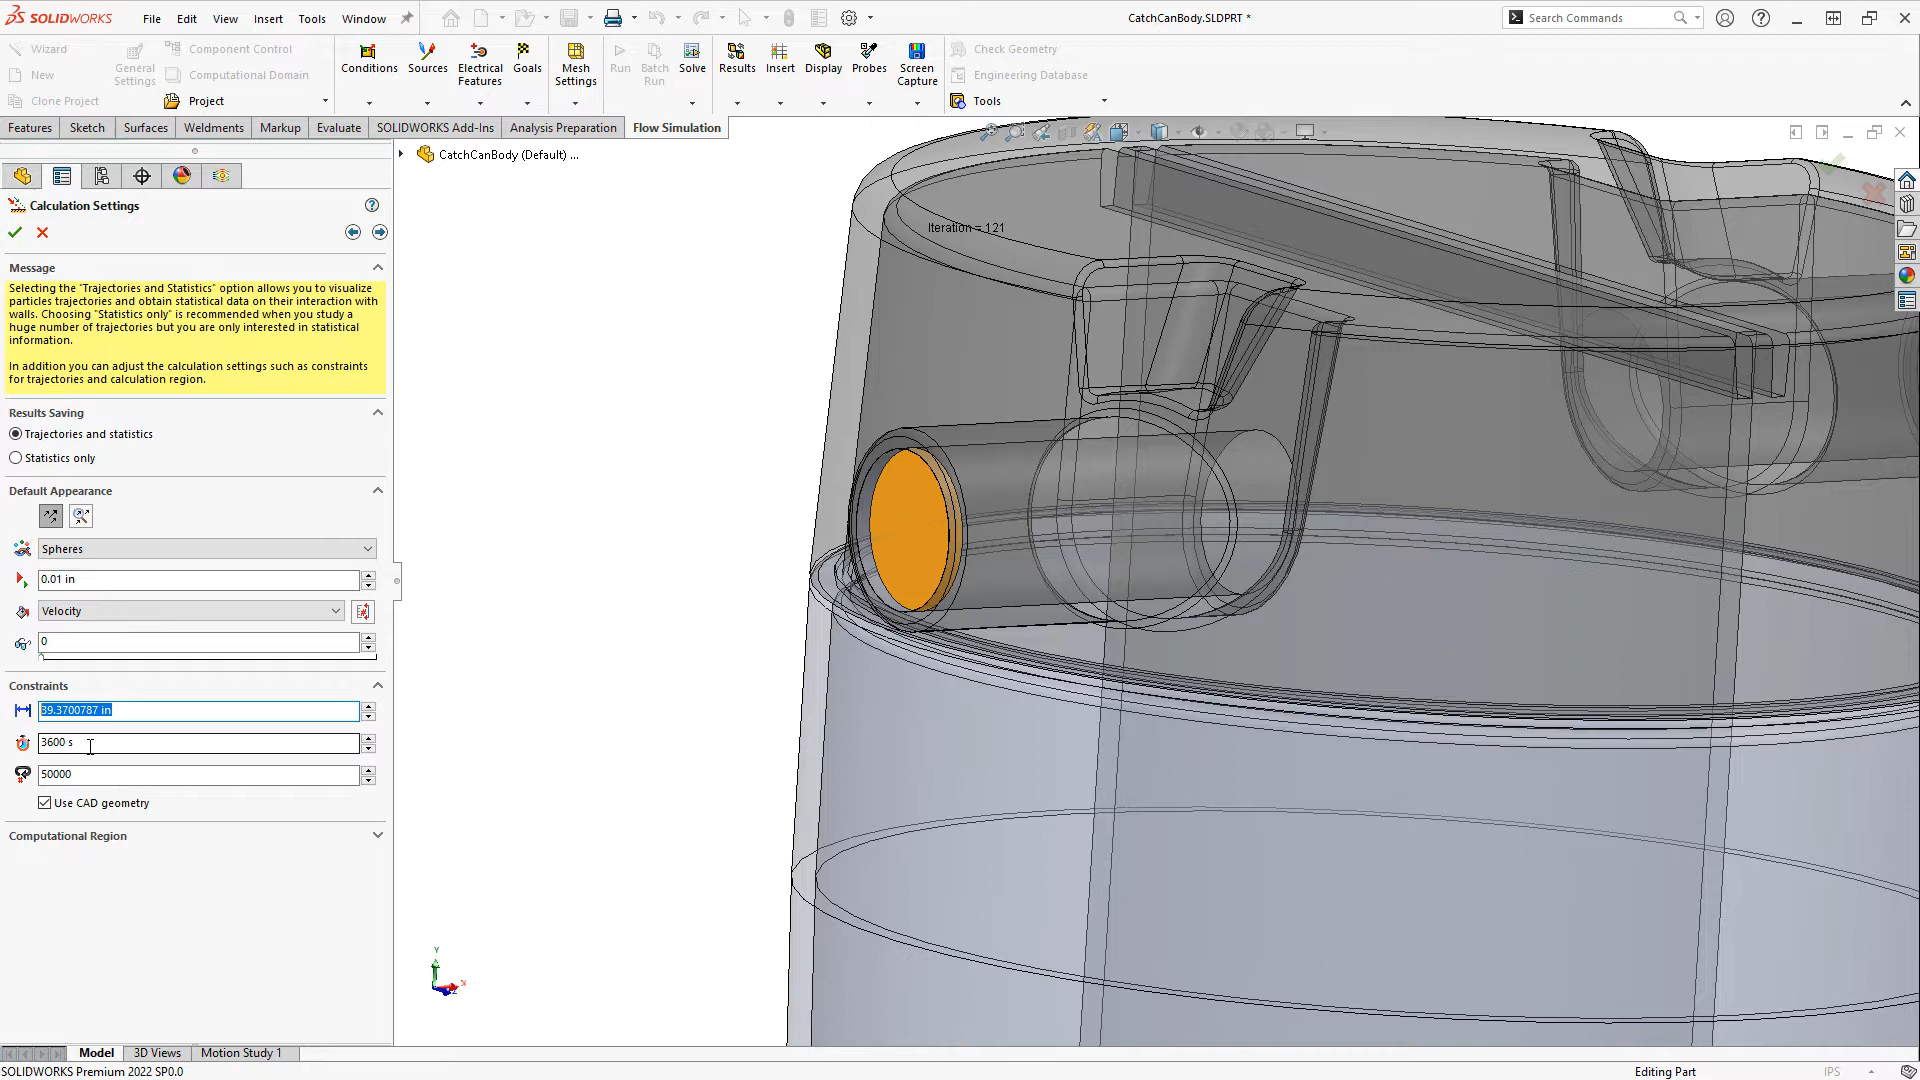 SOLIDWORKS
File
Edit
View
Insert
Tools
Window
CatchCanBody.SLDPRT *
Search Commands
Wizard
New
Clone Project
General
Settings
Component Control
Computational Domain
Project
Conditions
Sources
Electrical
Features
Goals
Mesh
Settings
Run
Batch
Run
Solve
Results
Insert
Display
Probes
Screen
Capture
Check Geometry
Engineering Database
Tools
Features
Sketch
Surfaces
Weldments
Markup
Evaluate
SOLIDWORKS Add-Ins
Analysis Preparation
Flow Simulation
CatchCanBody (Default) ...
Calculation Settings
Message
Selecting the "Trajectories and Statistics" option allows you to visualize
particles trajectories and obtain statistical data on their interaction with
walls. Choosing "Statistics only" is recommended when you study a
huge number of trajectories but you are only interested in statistical
information.
In addition you can adjust the calculation settings such as constraints
for trajectories and calculation region.
Results Saving
Trajectories and statistics
Statistics only
Default Appearance
Spheres
0.01 in
Velocity
0
Constraints
39.3700787 in
3600 s
50000
Use CAD geometry
Computational Region
Iteration = 121
Y
X
Z
Model
3D Views
Motion Study 1
SOLIDWORKS Premium 2022 SP0.0
Editing Part
IPS